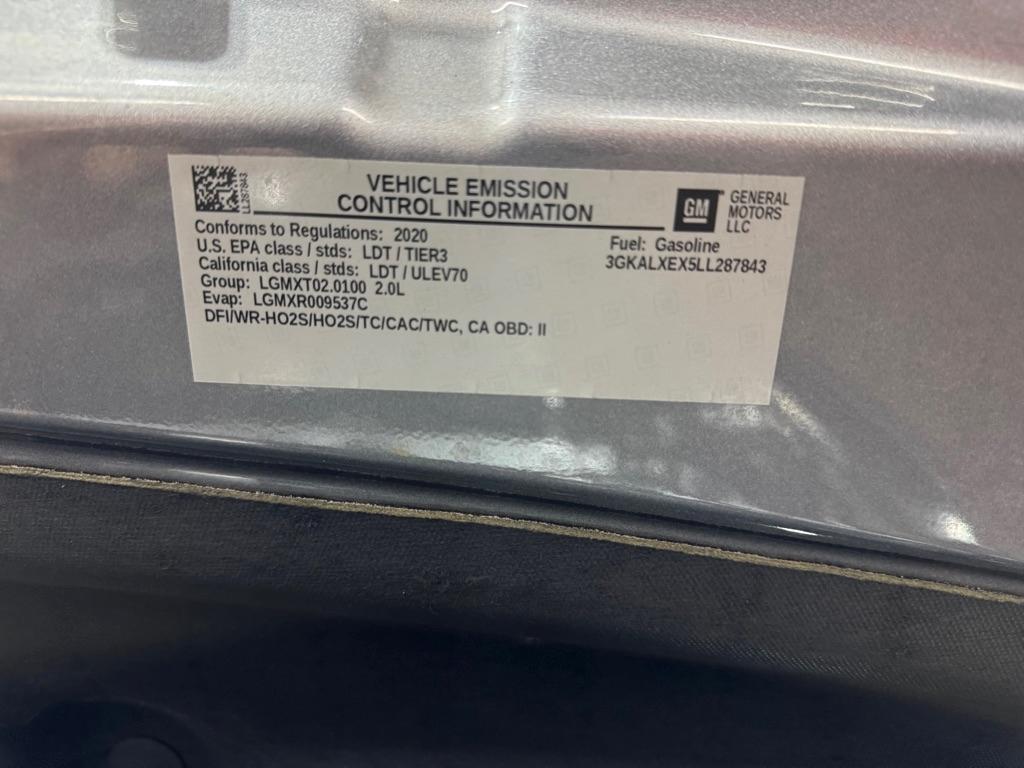 LL287843
VEHICLE EMISSION
CONTROL INFORMATION
GM
GENERAL
MOTORS
LLC
Conforms to Regulations: 2020
U.S. EPA class / stds: LDT / TIER3
California class / stds: LDT / ULEV70
Group: LGMXT02.0100 2.0L
Evap: LGMXR009537C
DFI/WR-HO2S/HO2S/TC/CAC/TWC, CA OBD: II
Fuel: Gasoline
3GKALXEX5LL287843